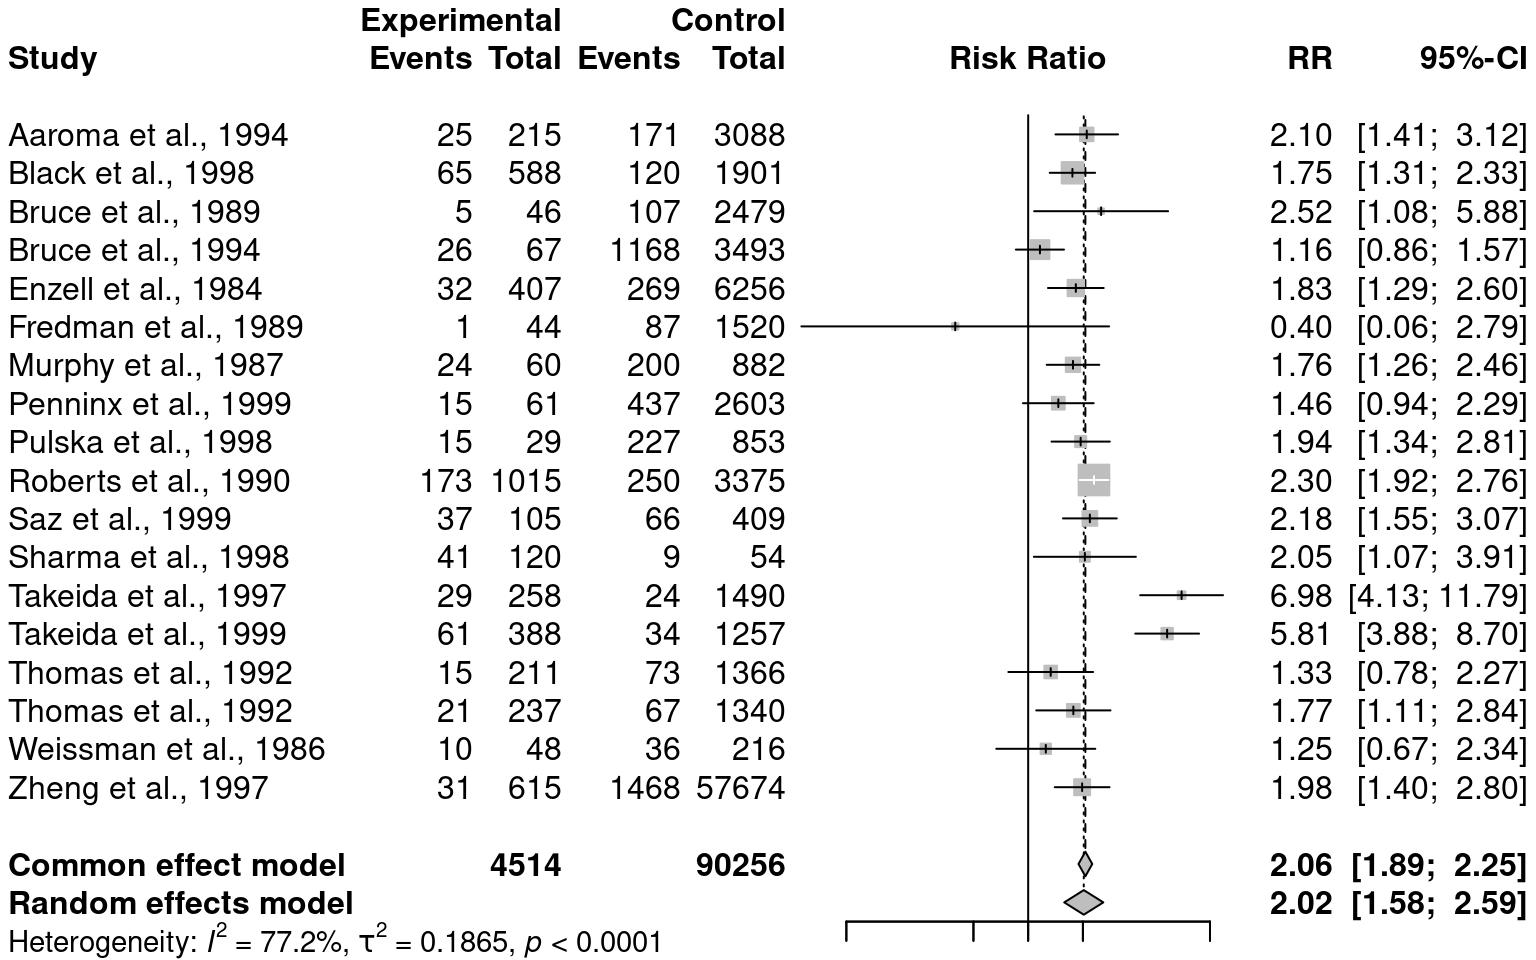 Experimental Control
Study Events Total Events Total Risk Ratio RR 95%-CI
Aaroma et al., 1994 25 215 171 3088 2.10 [1.41; 3.12]
Black et al., 1998 65 588 120 1901 1.75 [1.31; 2.33]
Bruce et al., 1989 5 46 107 2479 2.52 [1.08; 5.88]
Bruce et al., 1994 26 67 1168 3493 1.16 [0.86; 1.57]
Enzell et al., 1984 32 407 269 6256 1.83 [1.29; 2.60]
Fredman et al., 1989 1 44 87 1520 0.40 [0.06; 2.79]
Murphy et al., 1987 24 60 200 882 1.76 [1.26; 2.46]
Penninx et al., 1999 15 61 437 2603 1.46 [0.94; 2.29]
Pulska et al., 1998 15 29 227 853 1.94 [1.34; 2.81]
Roberts et al., 1990 173 1015 250 3375 2.30 [1.92; 2.76]
Saz et al., 1999 37 105 66 409 2.18 [1.55; 3.07]
Sharma et al., 1998 41 120 9 54 2.05 [1.07; 3.91]
Takeida et al., 1997 29 258 24 1490 6.98 [4.13; 11.79]
Takeida et al., 1999 61 388 34 1257 5.81 [3.88; 8.70]
Thomas et al., 1992 15 211 73 1366 1.33 [0.78; 2.27]
Thomas et al., 1992 21 237 67 1340 1.77 [1.11; 2.84]
Weissman et al., 1986 10 48 36 216 1.25 [0.67; 2.34]
Zheng et al., 1997 31 615 1468 57674 1.98 [1.40; 2.80]
Common effect model 4514 90256 2.06 [1.89; 2.25]
Random effects model 2.02 [1.58; 2.59]
Heterogeneity: I² = 77.2%, τ² = 0.1865, p < 0.0001